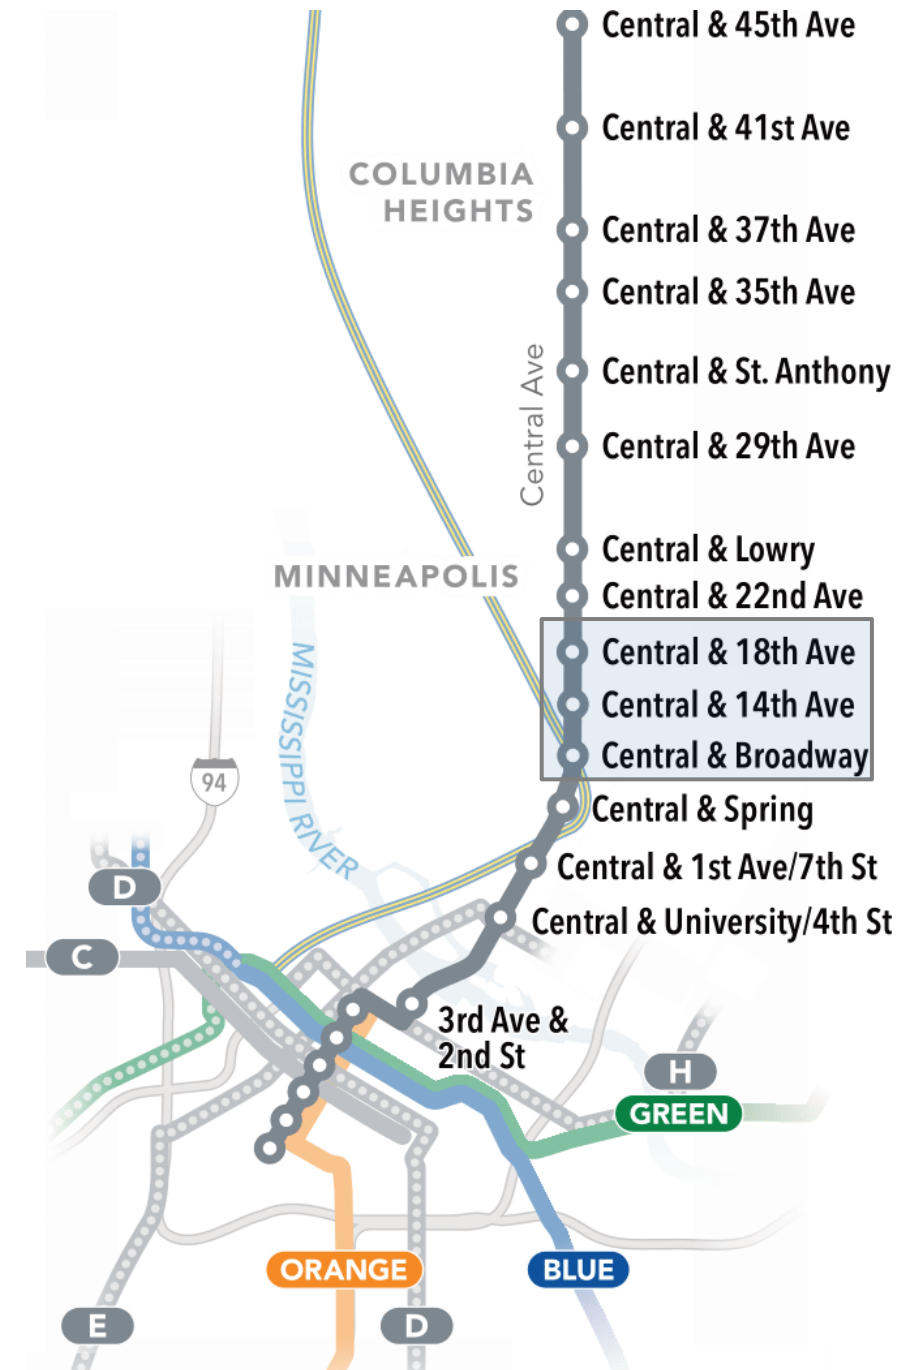 Central & 45th Ave
Central & 41st Ave
COLUMBIA
HEIGHTS
Central & 37th Ave
Central & 35th Ave
Central Ave
Central & St. Anthony
Central & 29th Ave
Central & Lowry
MINNEAPOLIS
Central & 22nd Ave
Central & 18th Ave
MISSISSIPPI RIVER
Central & 14th Ave
Central & Broadway
94
Central & Spring
Central & 1st Ave/7th St
D
Central & University/4th St
C
3rd Ave &
2nd St
H
GREEN
ORANGE
BLUE
E
D